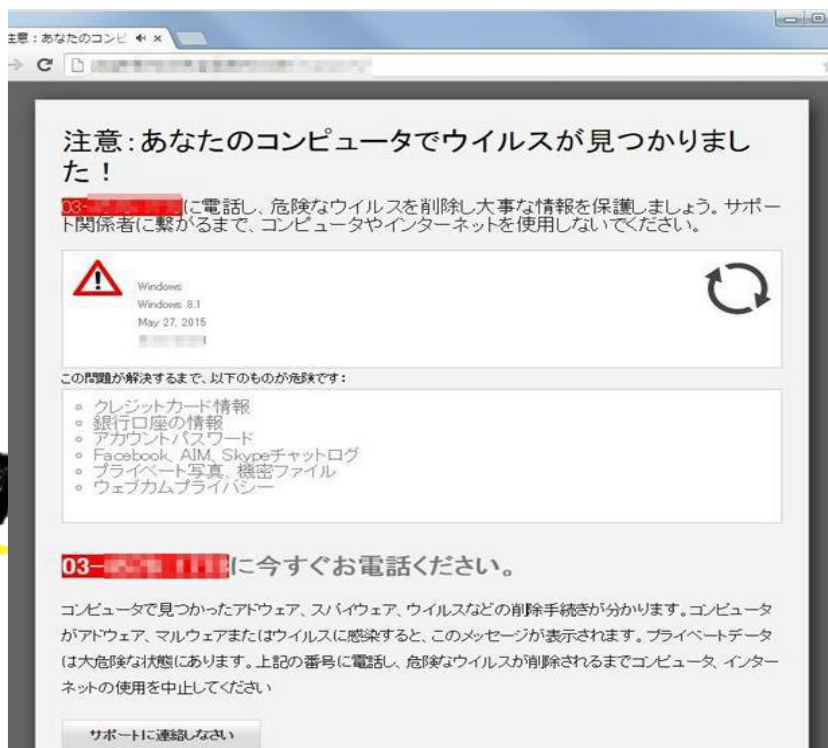 注意：あなたのコンピ
注意：あなたのコンピュータでウイルスが見つかりまし
た！
03-に電話し、危険なウイルスを削除し大事な情報を保護しましょう。サポー
ト関係者に繋がるまで、コンピュータやインターネットを使用しないでください。
Windows
Windows 8.1
May 27, 2015
この問題が解決するまで、以下のものが危険です：
クレジットカード情報
銀行口座の情報
アカウントパスワード
Facebook、AIM、Skypeチャットログ
プライベート写真、機密ファイル
ウェブカムプライバシー
03-に今すぐお電話ください。
コンピュータで見つかったアドウェア、スパイウェア、ウイルスなどの削除手続きが分かります。コンピュータ
がアドウェア、マルウェアまたはウイルスに感染すると、このメッセージが表示されます。プライベートデータ
は大危険な状態にあります。上記の番号に電話し、危険なウイルスが削除されるまでコンピュータ、インター
ネットの使用を中止してください
サポートに連絡しなさい